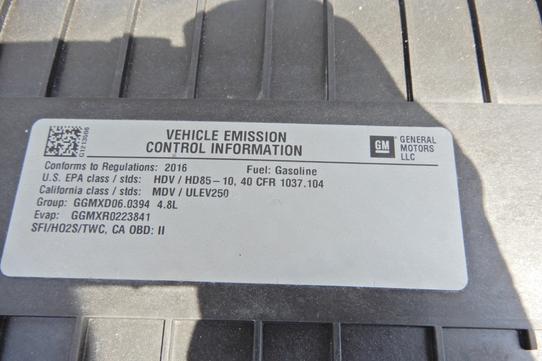 VEHICLE EMISSION
CONTROL INFORMATION
GM
GENERAL
MOTORS
LLC
Conforms to Regulations: 2016 Fuel: Gasoline
U.S. EPA class / stds: HDV / HD85-10, 40 CFR 1037.104
California class / stds: MDV / ULEV250
Group: GGMXD06.0394 4.8L
Evap: GGMXR0223841
SFI/HO2S/TWC, CA OBD: II